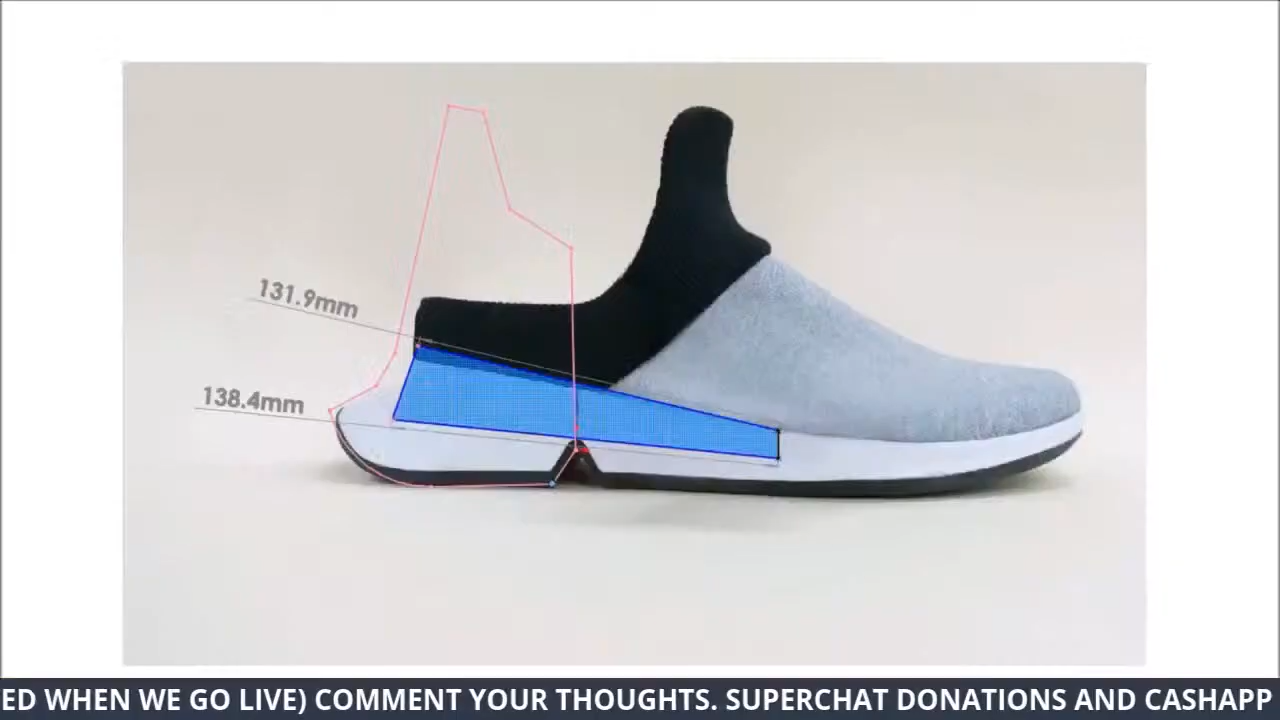 131.9mm
138.4mm
ED WHEN WE GO LIVE) COMMENT YOUR THOUGHTS. SUPERCHAT DONATIONS AND CASHAPP